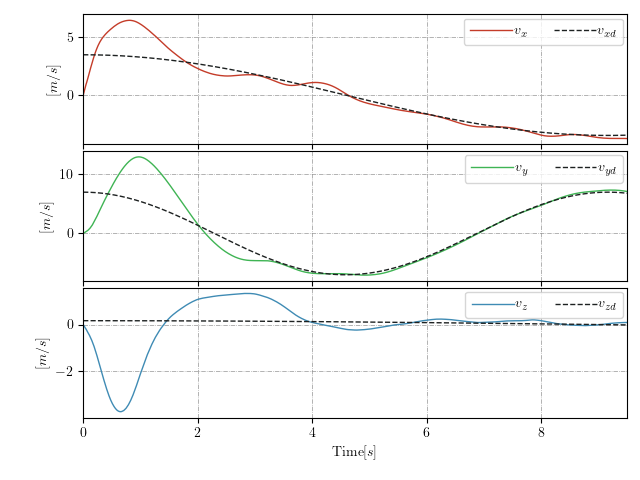 v_x v_xd
5
0
[m/s]
v_y v_yd
10
0
[m/s]
v_z v_zd
0
−2
[m/s]
0 2 4 6 8
Time[s]